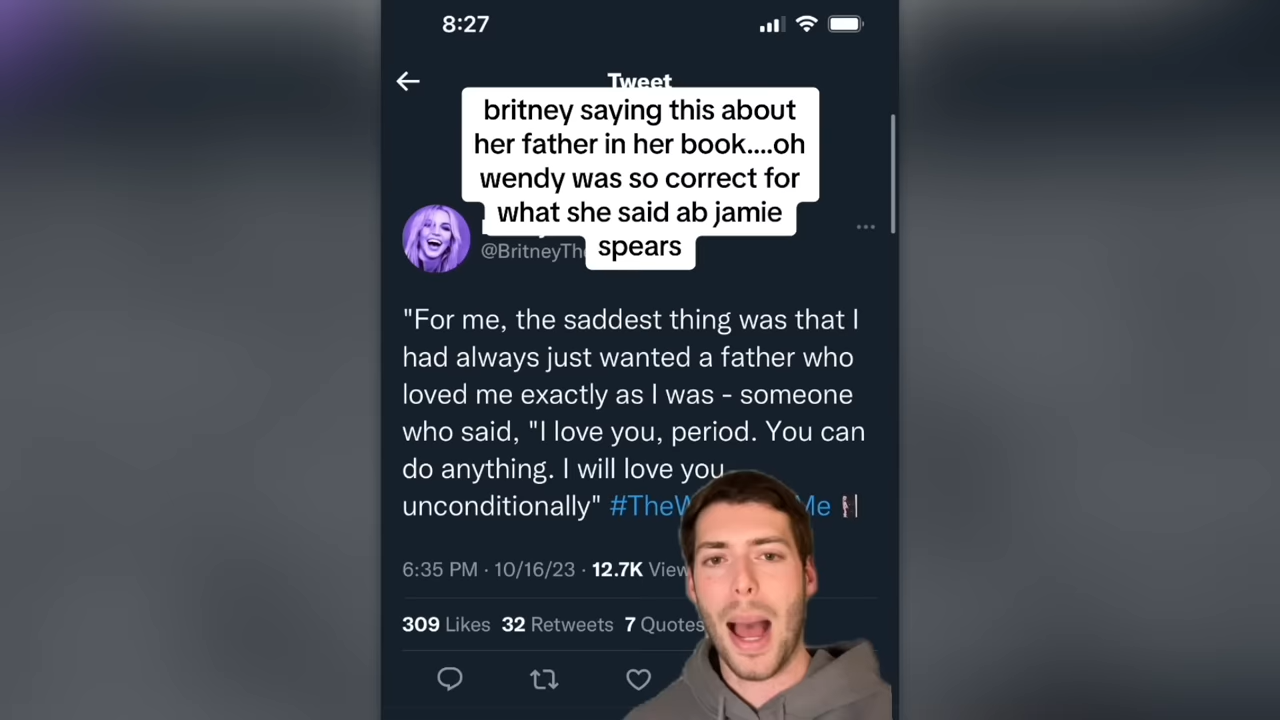 8:27
Tweet
britney saying this about
her father in her book....oh
wendy was so correct for
what she said ab jamie
spears
"For me, the saddest thing was that I
had always just wanted a father who
loved me exactly as I was - someone
who said, "I love you, period. You can
do anything. I will love you
unconditionally"
6:35 PM · 10/16/23 · 12.7K
309 Likes 32 Retweets 7 Quotes